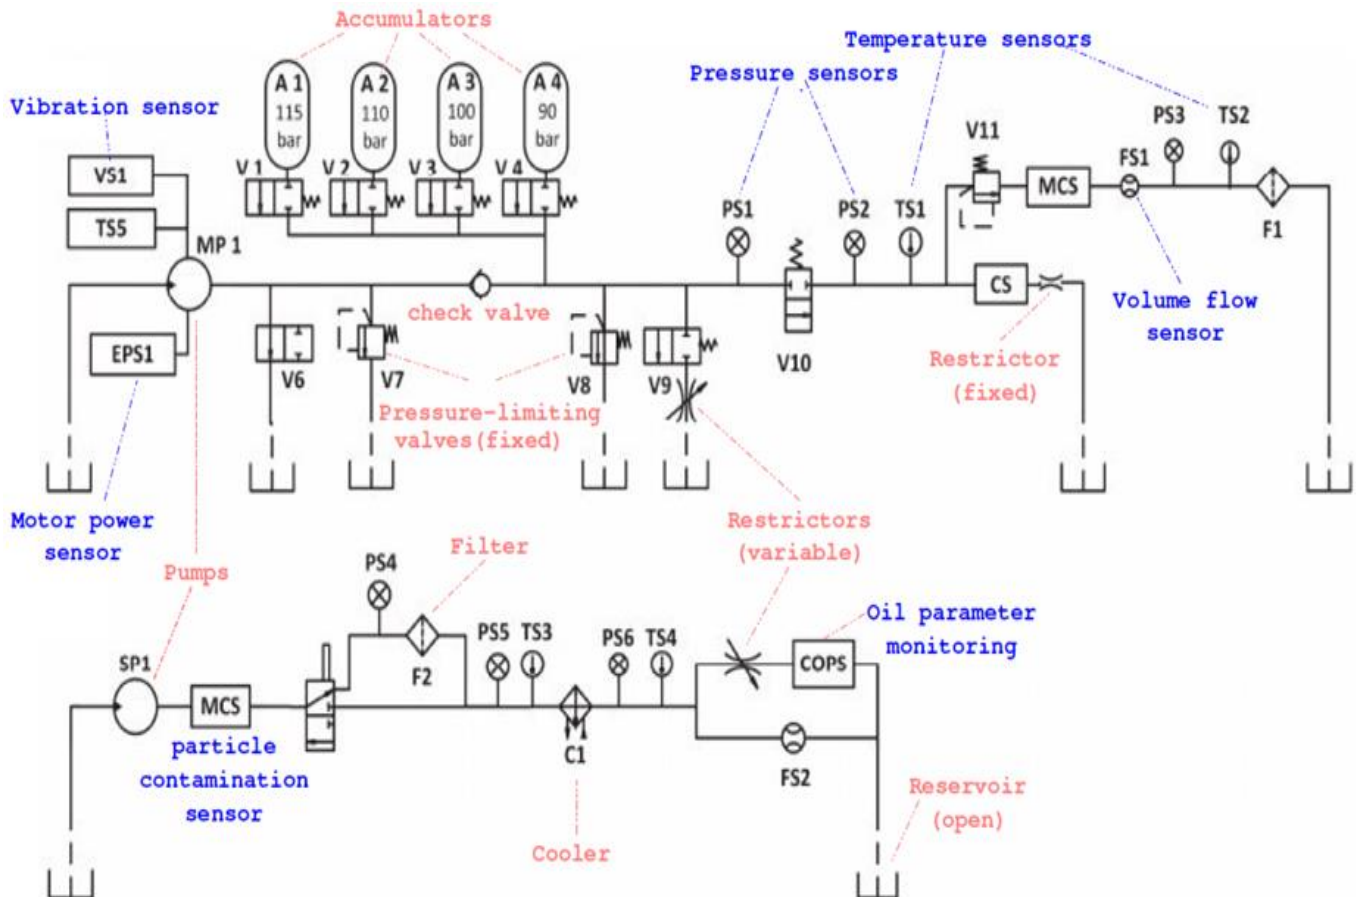 Accumulators
Temperature sensors
Pressure sensors
Vibration sensor
A 1
115
bar
A 2
110
bar
A 3
100
bar
A 4
90
bar
V 1
V 2
V 3
V 4
VS1
TS5
MP 1
EPS1
PS1
PS2
TS1
V11
MCS
FS1
PS3
TS2
F1
CS
check valve
Volume flow
sensor
Restrictor
(fixed)
V6
V7
V8
V9
V10
Pressure-limiting
valves(fixed)
Motor power
sensor
Pumps
Filter
Restrictors
(variable)
Oil parameter
monitoring
PS4
F2
SP1
MCS
PS5
TS3
PS6
TS4
COPS
particle
contamination
sensor
C1
FS2
Cooler
Reservoir
(open)